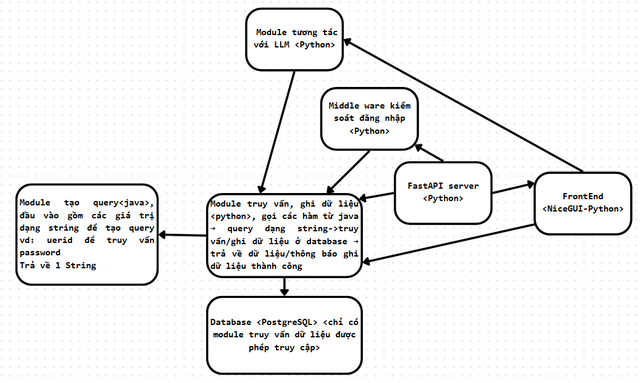 Module tương tác
với LLM <Python>
Middle ware kiểm
soát đăng nhập
<Python>
FastAPI server
<Python>
FrontEnd
<NiceGUI-Python>
Module tạo query<java>,
đầu vào gồm các giá trị
dạng string để tạo query
vd: uerid để truy vấn
password
Trả về 1 String
Module truy vấn, ghi dữ liệu
<python>, gọi các hàm từ java
→ query dạng string->truy
vấn/ghi dữ liệu ở database →
trả về dữ liệu/thông báo ghi
dữ liệu thành công
Database <PostgreSQL> <chỉ có
module truy vấn dữ liệu được
phép truy cập>